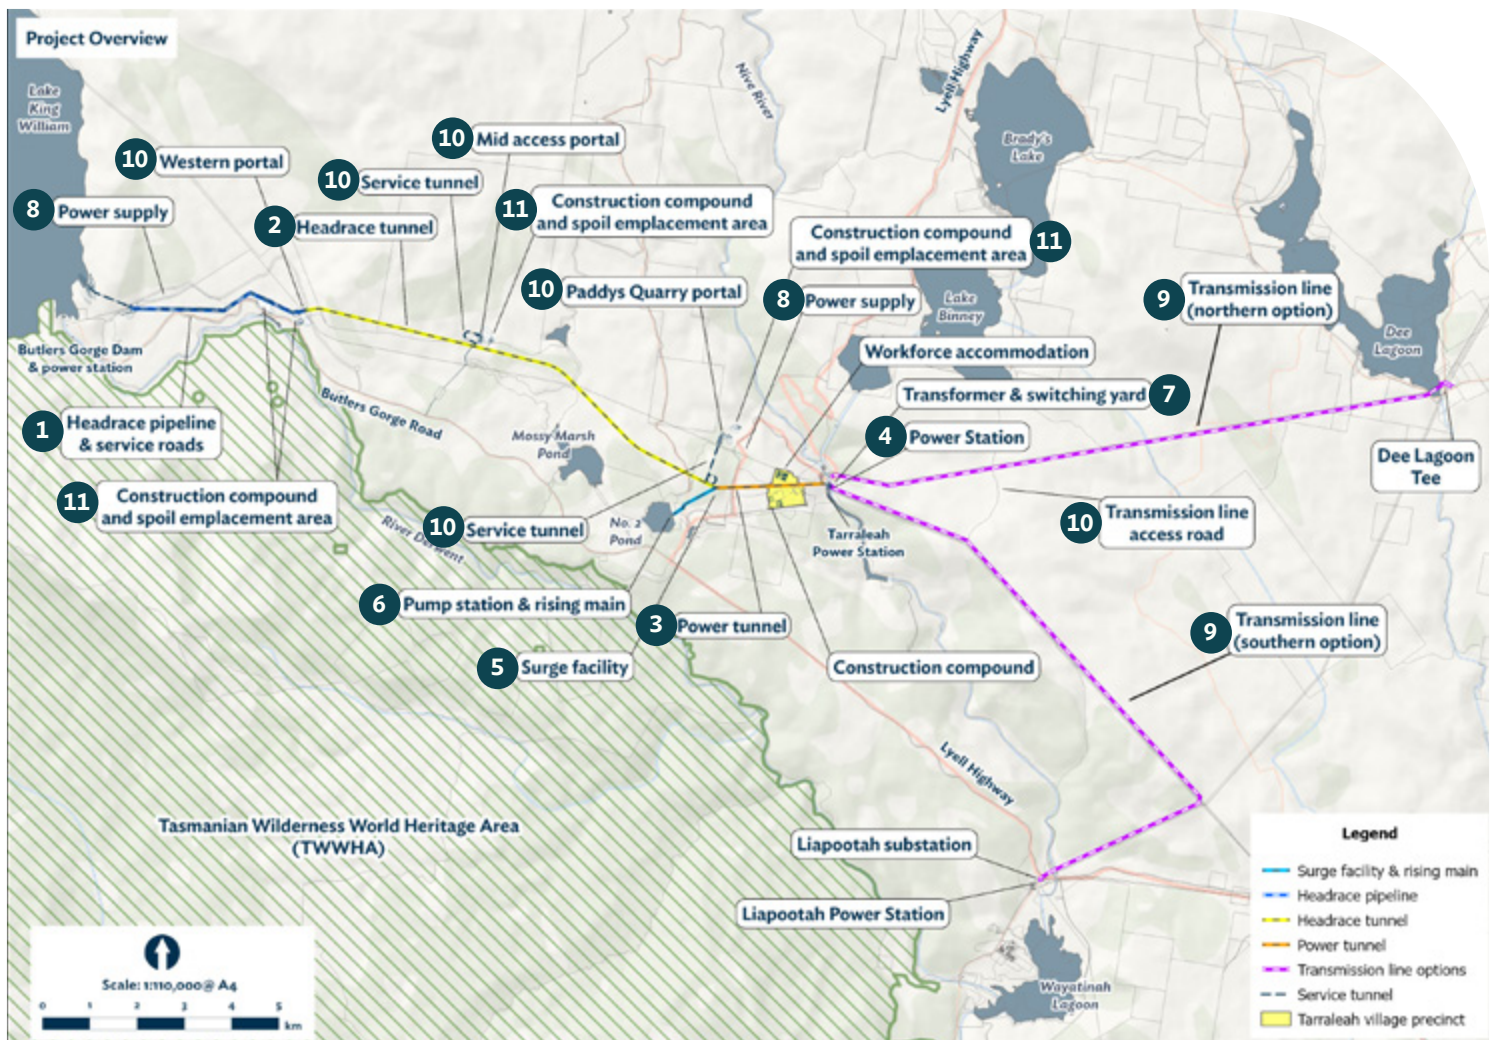 Project Overview
Lake
King
William
Nive River
Lyell Highway
10 Mid access portal
Brady's
Lake
10 Western portal
10 Service tunnel
8 Power supply
11 Construction compound
and spoil emplacement area
2 Headrace tunnel
Construction compound
and spoil emplacement area 11
10 Paddys Quarry portal
8 Power supply
Lake
Binney
9 Transmission line
(northern option)
Dee
Lagoon
Butlers Gorge Dam
& power station
Workforce accommodation
Transformer & switching yard 7
Butlers Gorge Road
1 Headrace pipeline
& service roads
Mossy Marsh
Pond
4 Power Station
Dee Lagoon
Tee
11 Construction compound
and spoil emplacement area
River Derwent
10 Service tunnel
No. 2
Pond
Tarraleah
Power Station
10 Transmission line
access road
6 Pump station & rising main
3 Power tunnel
9 Transmission line
(southern option)
5 Surge facility
Construction compound
Lyell Highway
Tasmanian Wilderness World Heritage Area
(TWWHA)
Liapootah substation
Liapootah Power Station
Wayatinah
Lagoon
Scale: 1:110,000@ A4
0 1 2 3 4 5
km
Legend
Surge facility & rising main
Headrace pipeline
Headrace tunnel
Power tunnel
Transmission line options
Service tunnel
Tarraleah village precinct